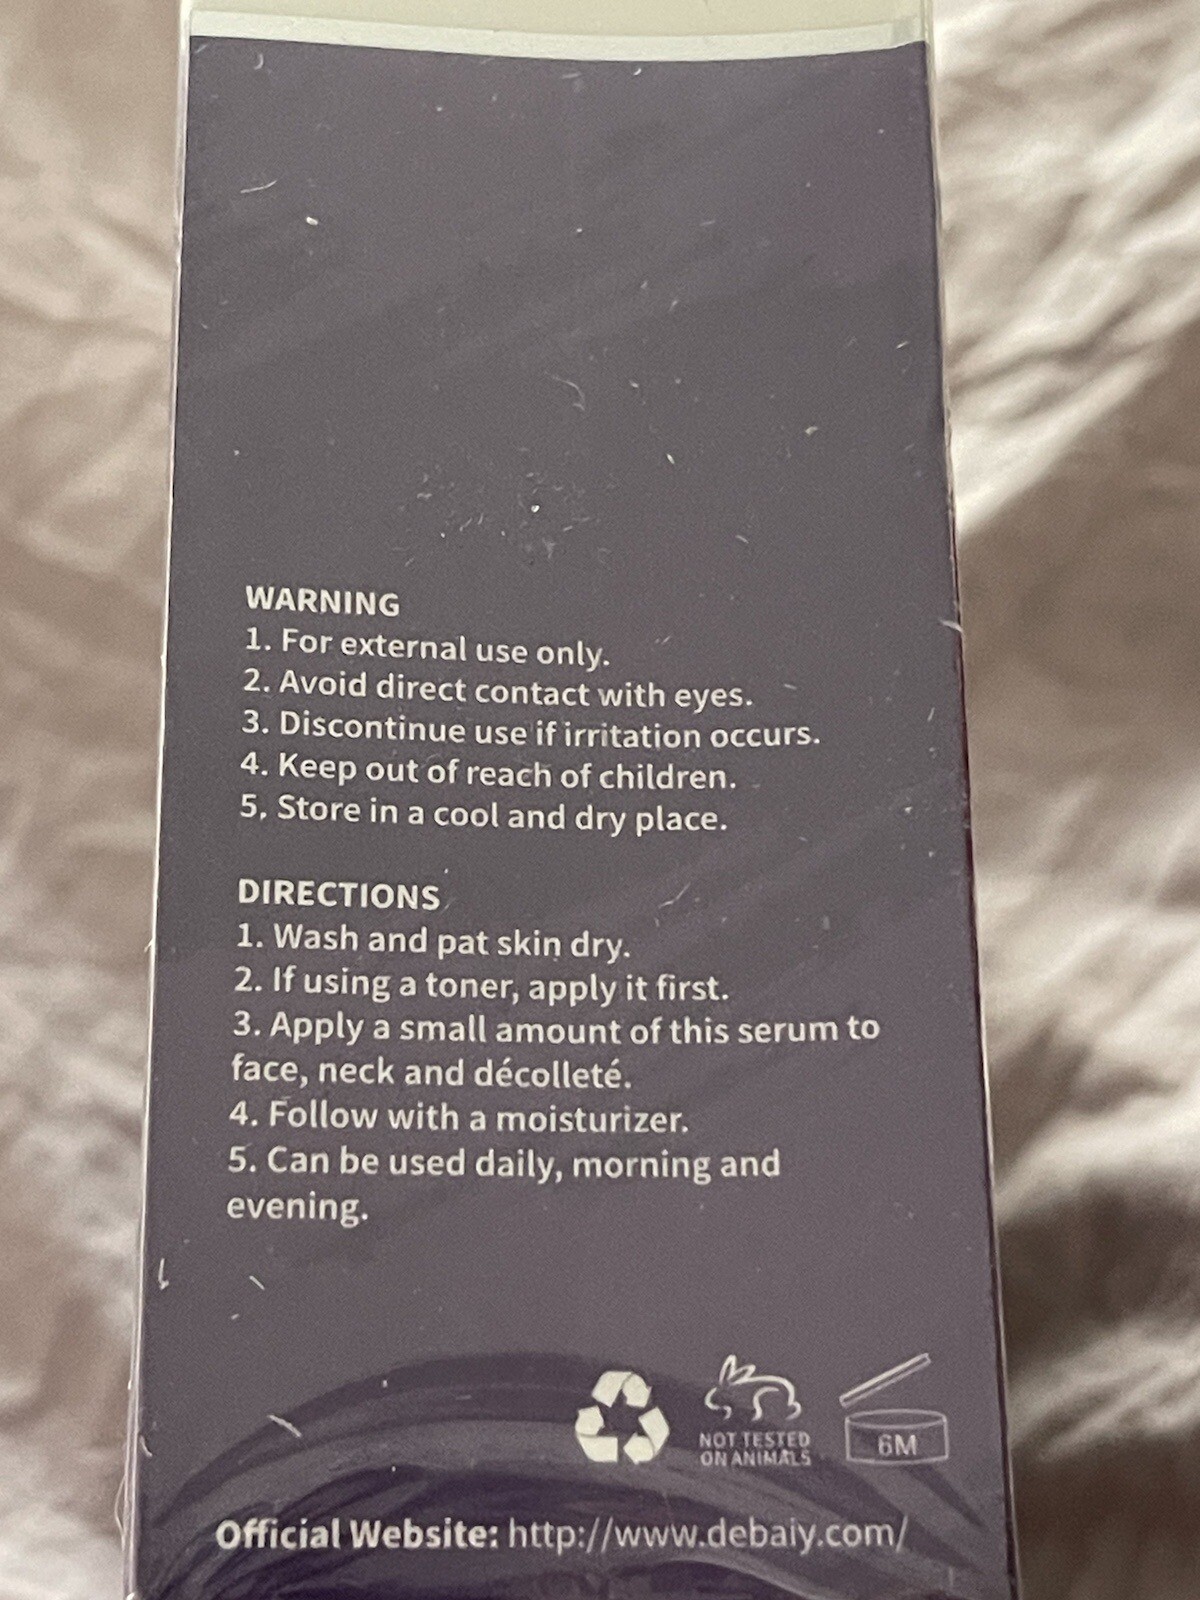 WARNING
1. For external use only.
2. Avoid direct contact with eyes.
3. Discontinue use if irritation occurs.
4. Keep out of reach of children.
5. Store in a cool and dry place.
DIRECTIONS
1. Wash and pat skin dry.
2. If using a toner, apply it first.
3. Apply a small amount of this serum to
face, neck and décolleté.
4. Follow with a moisturizer.
5. Can be used daily, morning and
evening.
NOT TESTED
ON ANIMALS
6M
Official Website: http://www.debaiy.com/